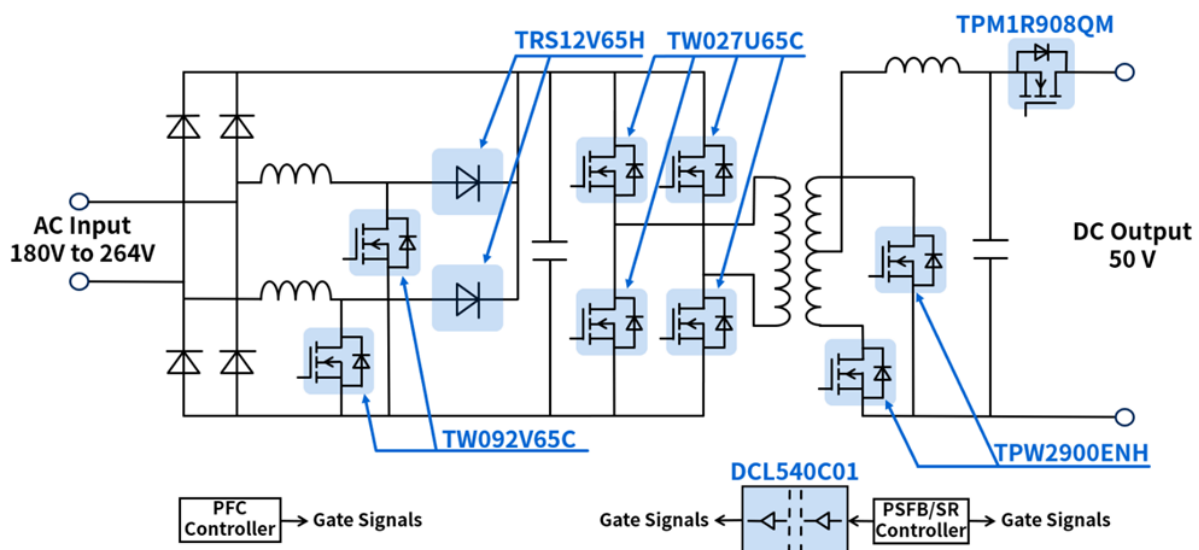 TPM1R908QM
TRS12V65H
TW027U65C
AC Input
180V to 264V
DC Output
50 V
TW092V65C
TPW2900ENH
DCL540C01
PFC
Controller
Gate Signals
Gate Signals
PSFB/SR
Controller
Gate Signals